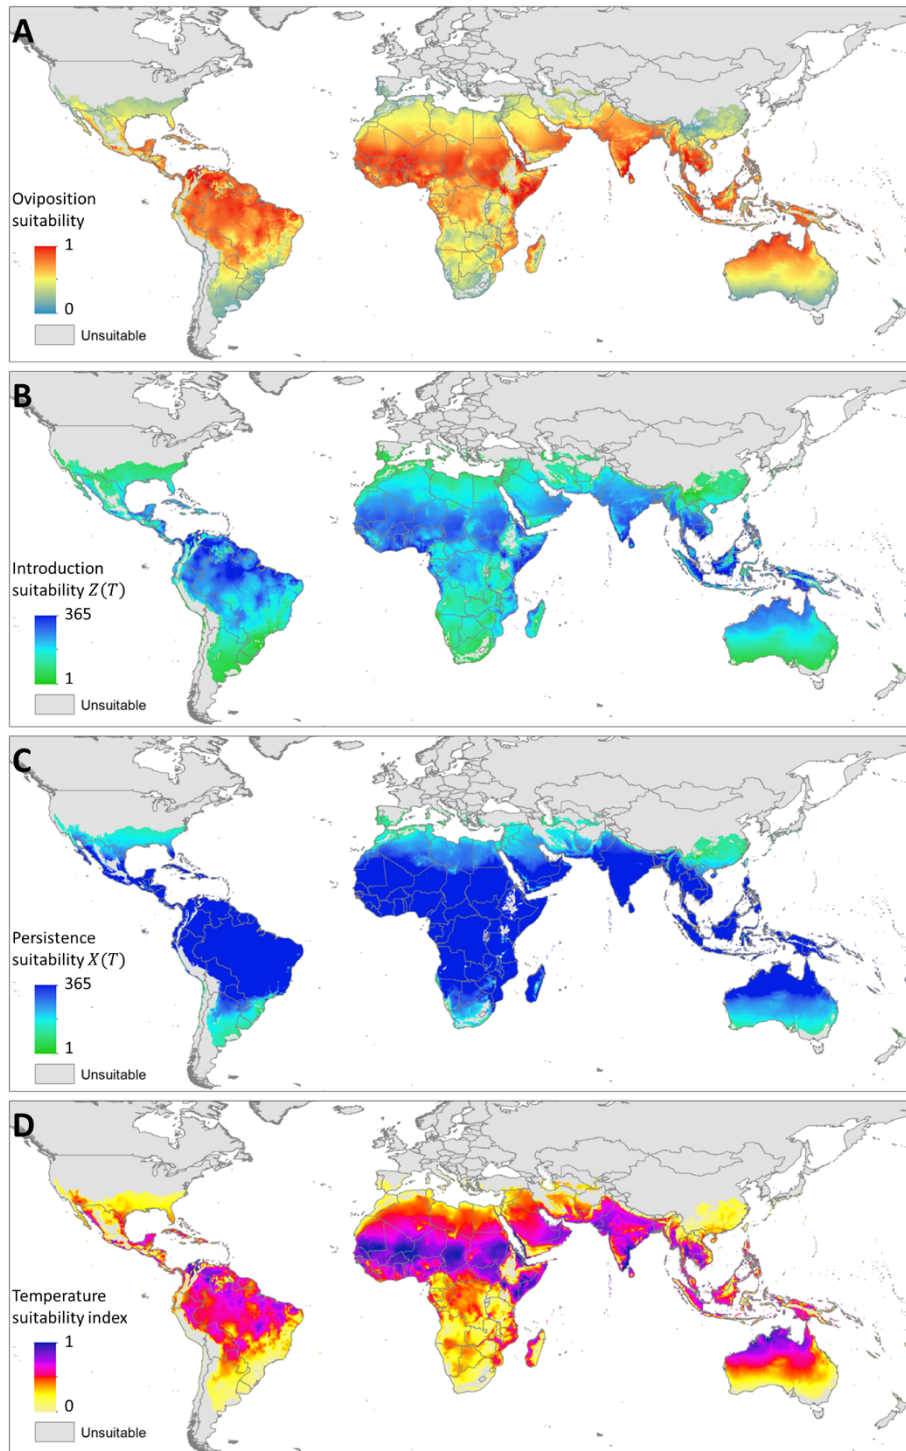 A
Oviposition
suitability
1
0
Unsuitable
B
Introduction
suitability Z(T)
365
1
Unsuitable
C
Persistence
suitability X(T)
365
1
Unsuitable
D
Temperature
suitability index
1
0
Unsuitable